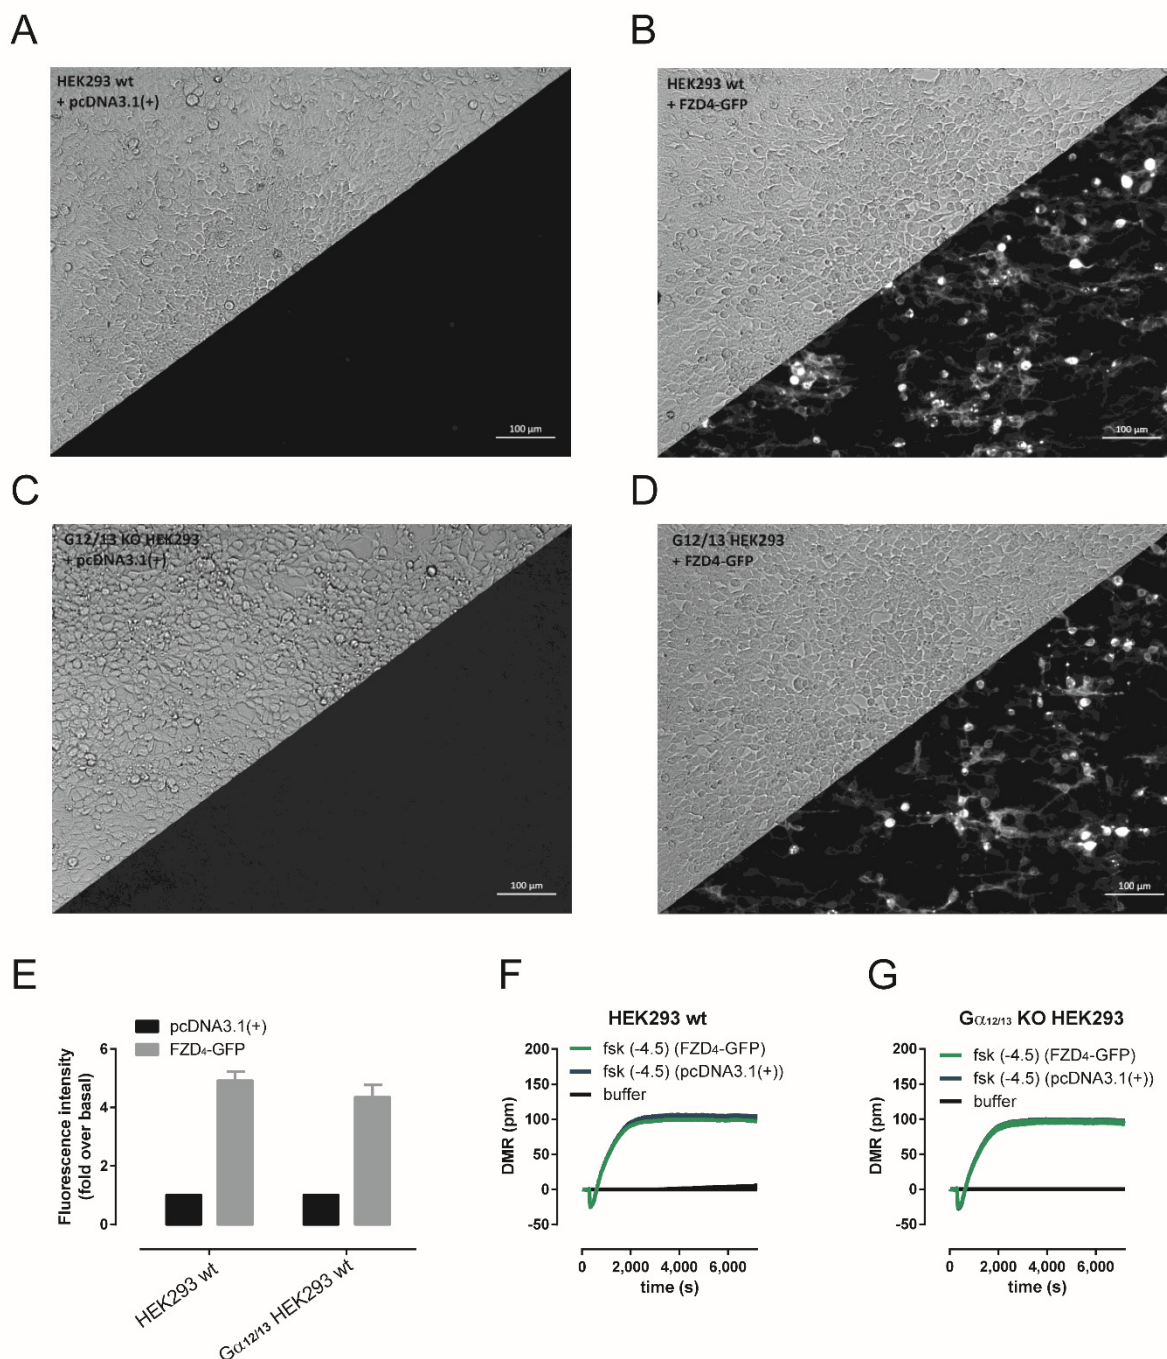 A
B
HEK293 wt
+ pcDNA3.1(+)
100 µm
HEK293 wt
+ FZD4-GFP
100 µm
C
D
G12/13 KO HEK293
+ pcDNA3.1(+)
100 µm
G12/13 HEK293
+ FZD4-GFP
100 µm
E
F
G
pcDNA3.1(+)
FZD₄-GFP
Fluorescence intensity
(fold over basal)
6
4
2
0
HEK293 wt
Gα₁₂/₁₃ HEK293 wt
HEK293 wt
fsk (-4.5) (FZD₄-GFP)
fsk (-4.5) (pcDNA3.1(+))
buffer
DMR (pm)
200
150
100
50
0
-50
0 2,000 4,000 6,000
time (s)
Gα₁₂/₁₃ KO HEK293
fsk (-4.5) (FZD₄-GFP)
fsk (-4.5) (pcDNA3.1(+))
buffer
DMR (pm)
200
150
100
50
0
-50
0 2,000 4,000 6,000
time (s)